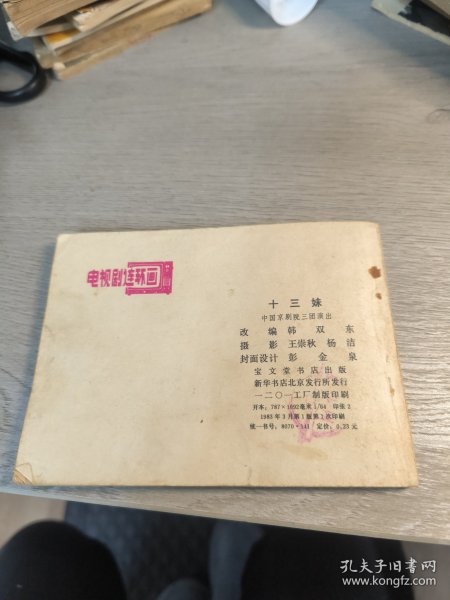 电视剧连环画
十三妹
中国京剧院三团演出
改编 韩双东
摄影 王崇秋 杨洁
封面设计 彭金泉
宝文堂书店出版
新华书店北京发行所发行
一二〇一工厂制版印刷
开本：787×1092毫米1/64 印张2
1983年3月第1版第1次印刷
统一书号：8070·141 定价：0.23元
孔夫子旧书网
www.kongfz.com